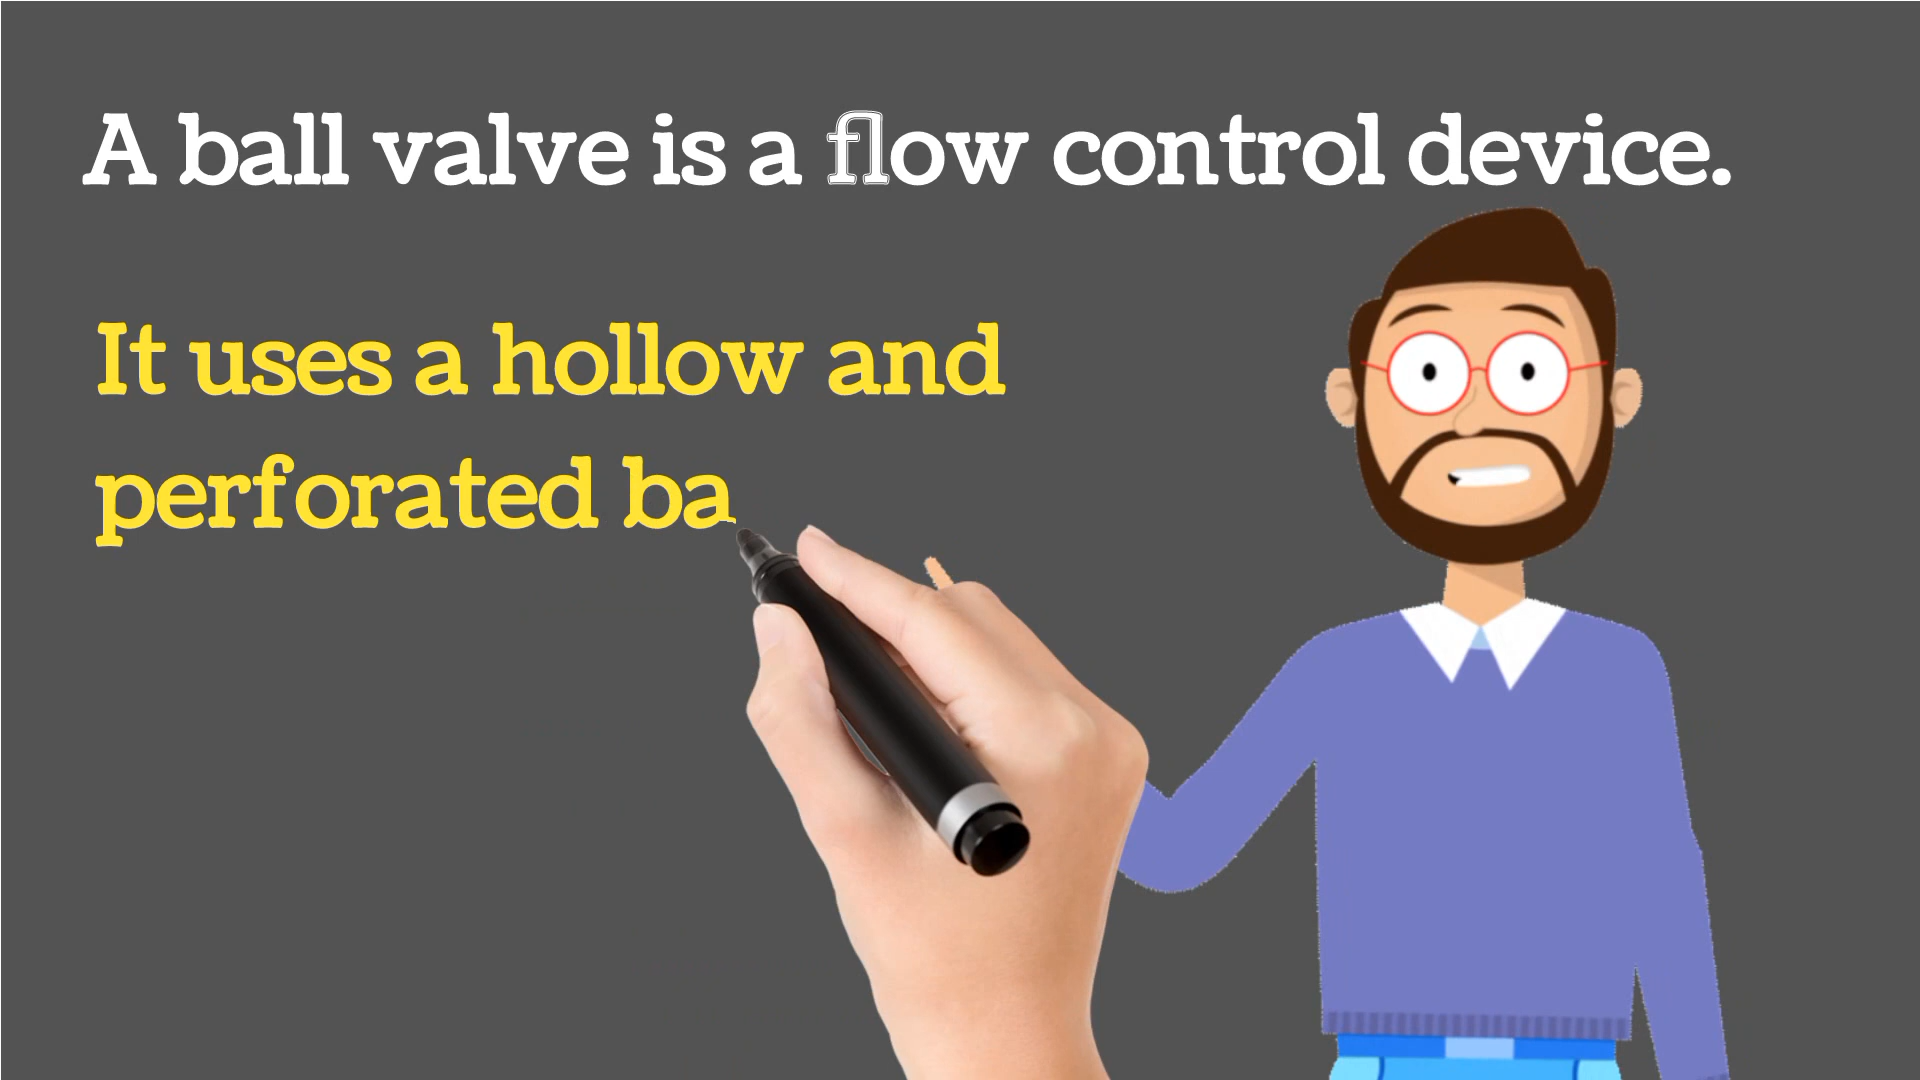 A ball valve is a flow control device.
It uses a hollow and
perforated ba